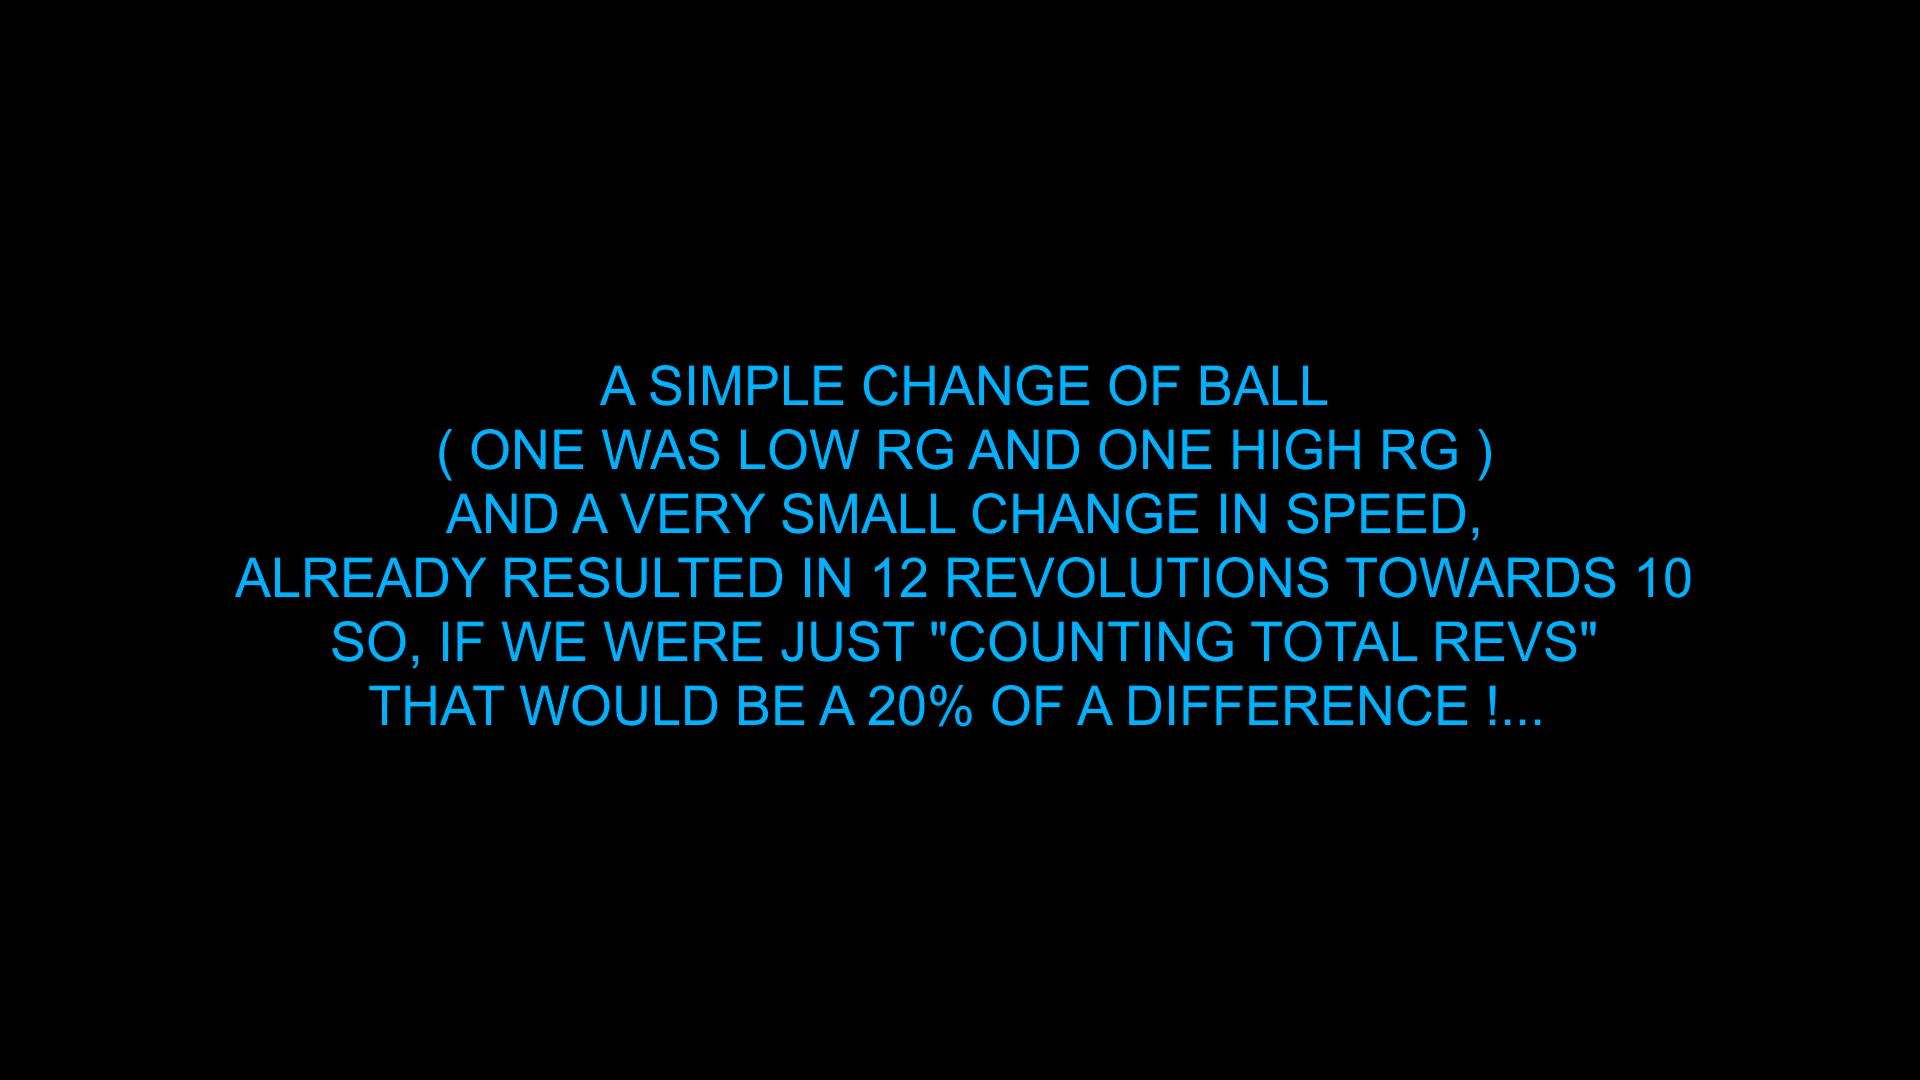 A SIMPLE CHANGE OF BALL
( ONE WAS LOW RG AND ONE HIGH RG )
AND A VERY SMALL CHANGE IN SPEED,
ALREADY RESULTED IN 12 REVOLUTIONS TOWARDS 10
SO, IF WE WERE JUST "COUNTING TOTAL REVS"
THAT WOULD BE A 20% OF A DIFFERENCE !...